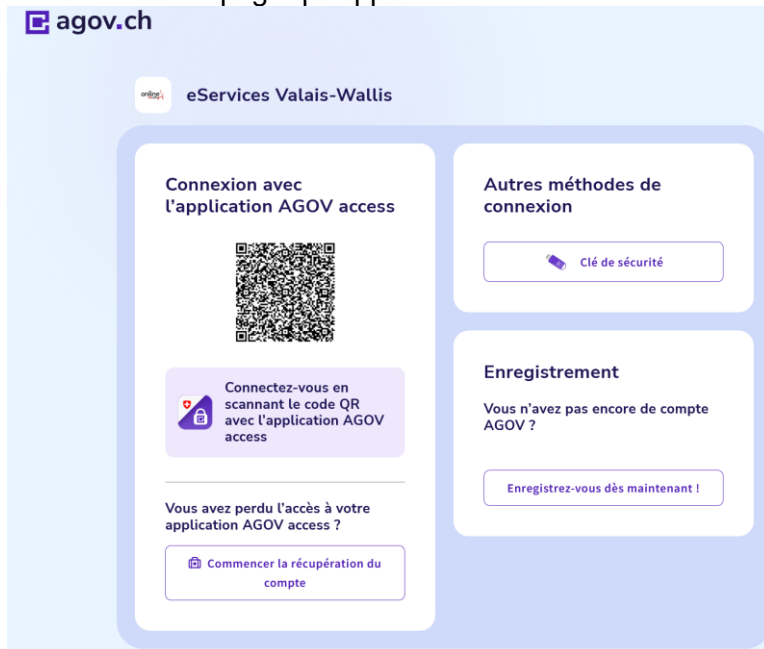 agov.ch
eServices Valais-Wallis
Connexion avec
l'application AGOV access
Connectez-vous en
scannant le code QR
avec l'application AGOV
access
Vous avez perdu l'accès à votre
application AGOV access ?
Commencer la récupération du
compte
Autres méthodes de
connexion
Clé de sécurité
Enregistrement
Vous n'avez pas encore de compte
AGOV ?
Enregistrez-vous dès maintenant !